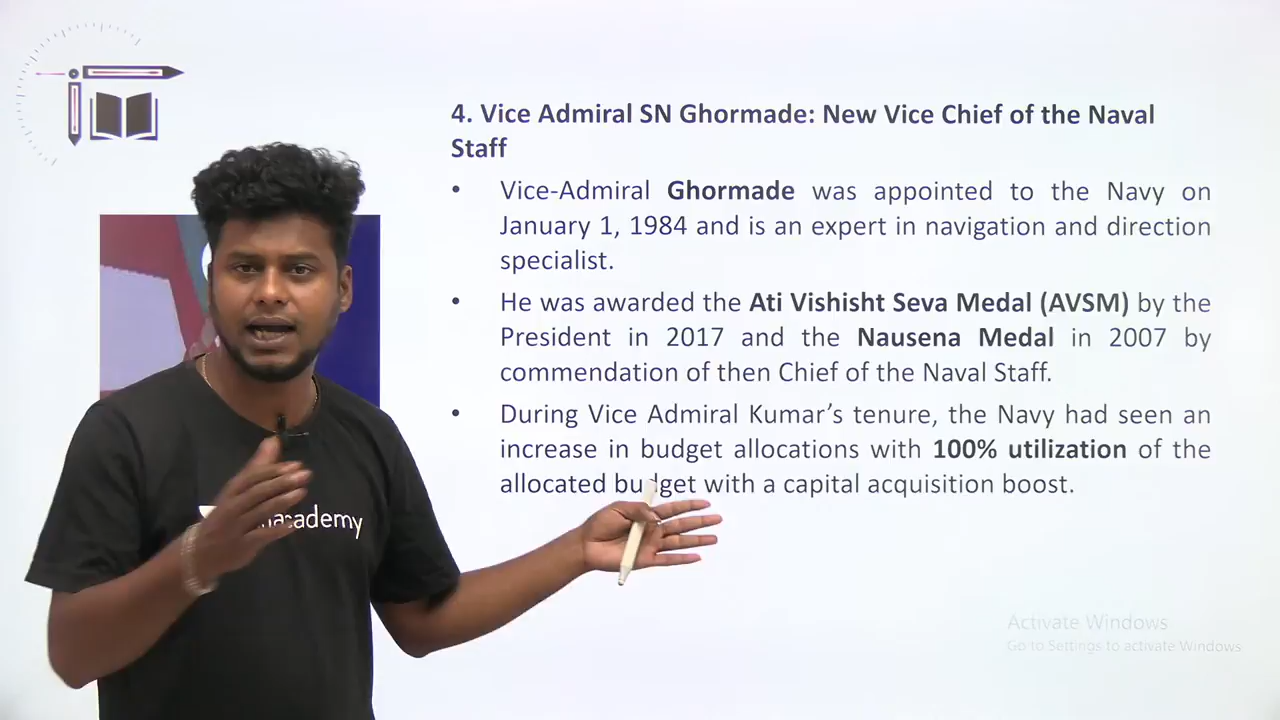 4. Vice Admiral SN Ghormade: New Vice Chief of the Naval
Staff
• Vice-Admiral Ghormade was appointed to the Navy on
January 1, 1984 and is an expert in navigation and direction
specialist.
• He was awarded the Ati Vishisht Seva Medal (AVSM) by the
President in 2017 and the Nausena Medal in 2007 by
commendation of then Chief of the Naval Staff.
• During Vice Admiral Kumar’s tenure, the Navy had seen an
increase in budget allocations with 100% utilization of the
allocated budget with a capital acquisition boost.
Activate Windows
Go to Settings to activate Windows